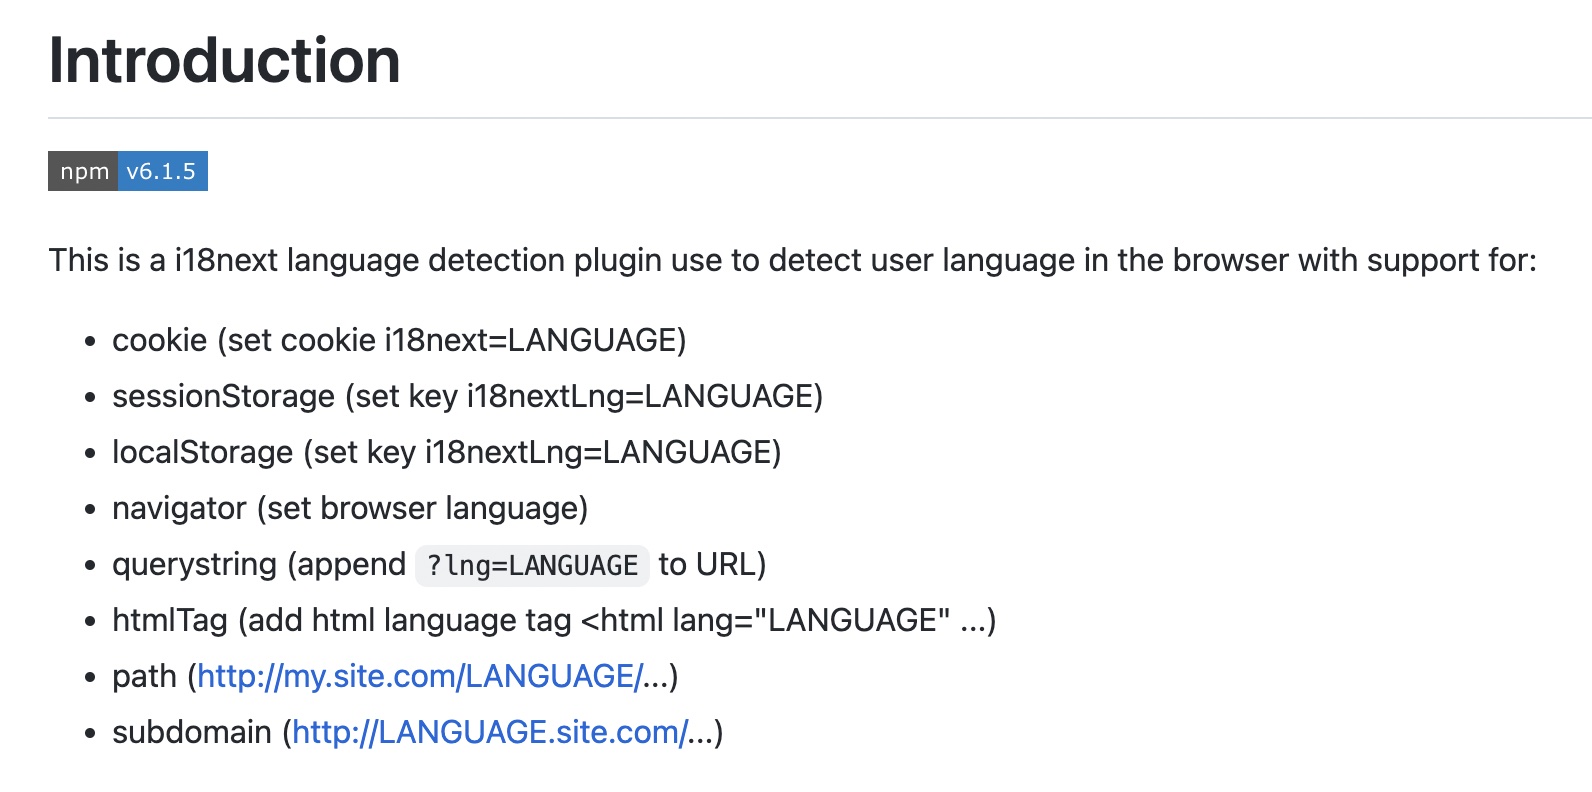 Introduction
npm v6.1.5
This is a i18next language detection plugin use to detect user language in the browser with support for:
• cookie (set cookie i18next=LANGUAGE)
• sessionStorage (set key i18nextLng=LANGUAGE)
• localStorage (set key i18nextLng=LANGUAGE)
• navigator (set browser language)
• querystring (append ?lng=LANGUAGE to URL)
• htmlTag (add html language tag <html lang="LANGUAGE" ...)
• path (http://my.site.com/LANGUAGE/...)
• subdomain (http://LANGUAGE.site.com/...)